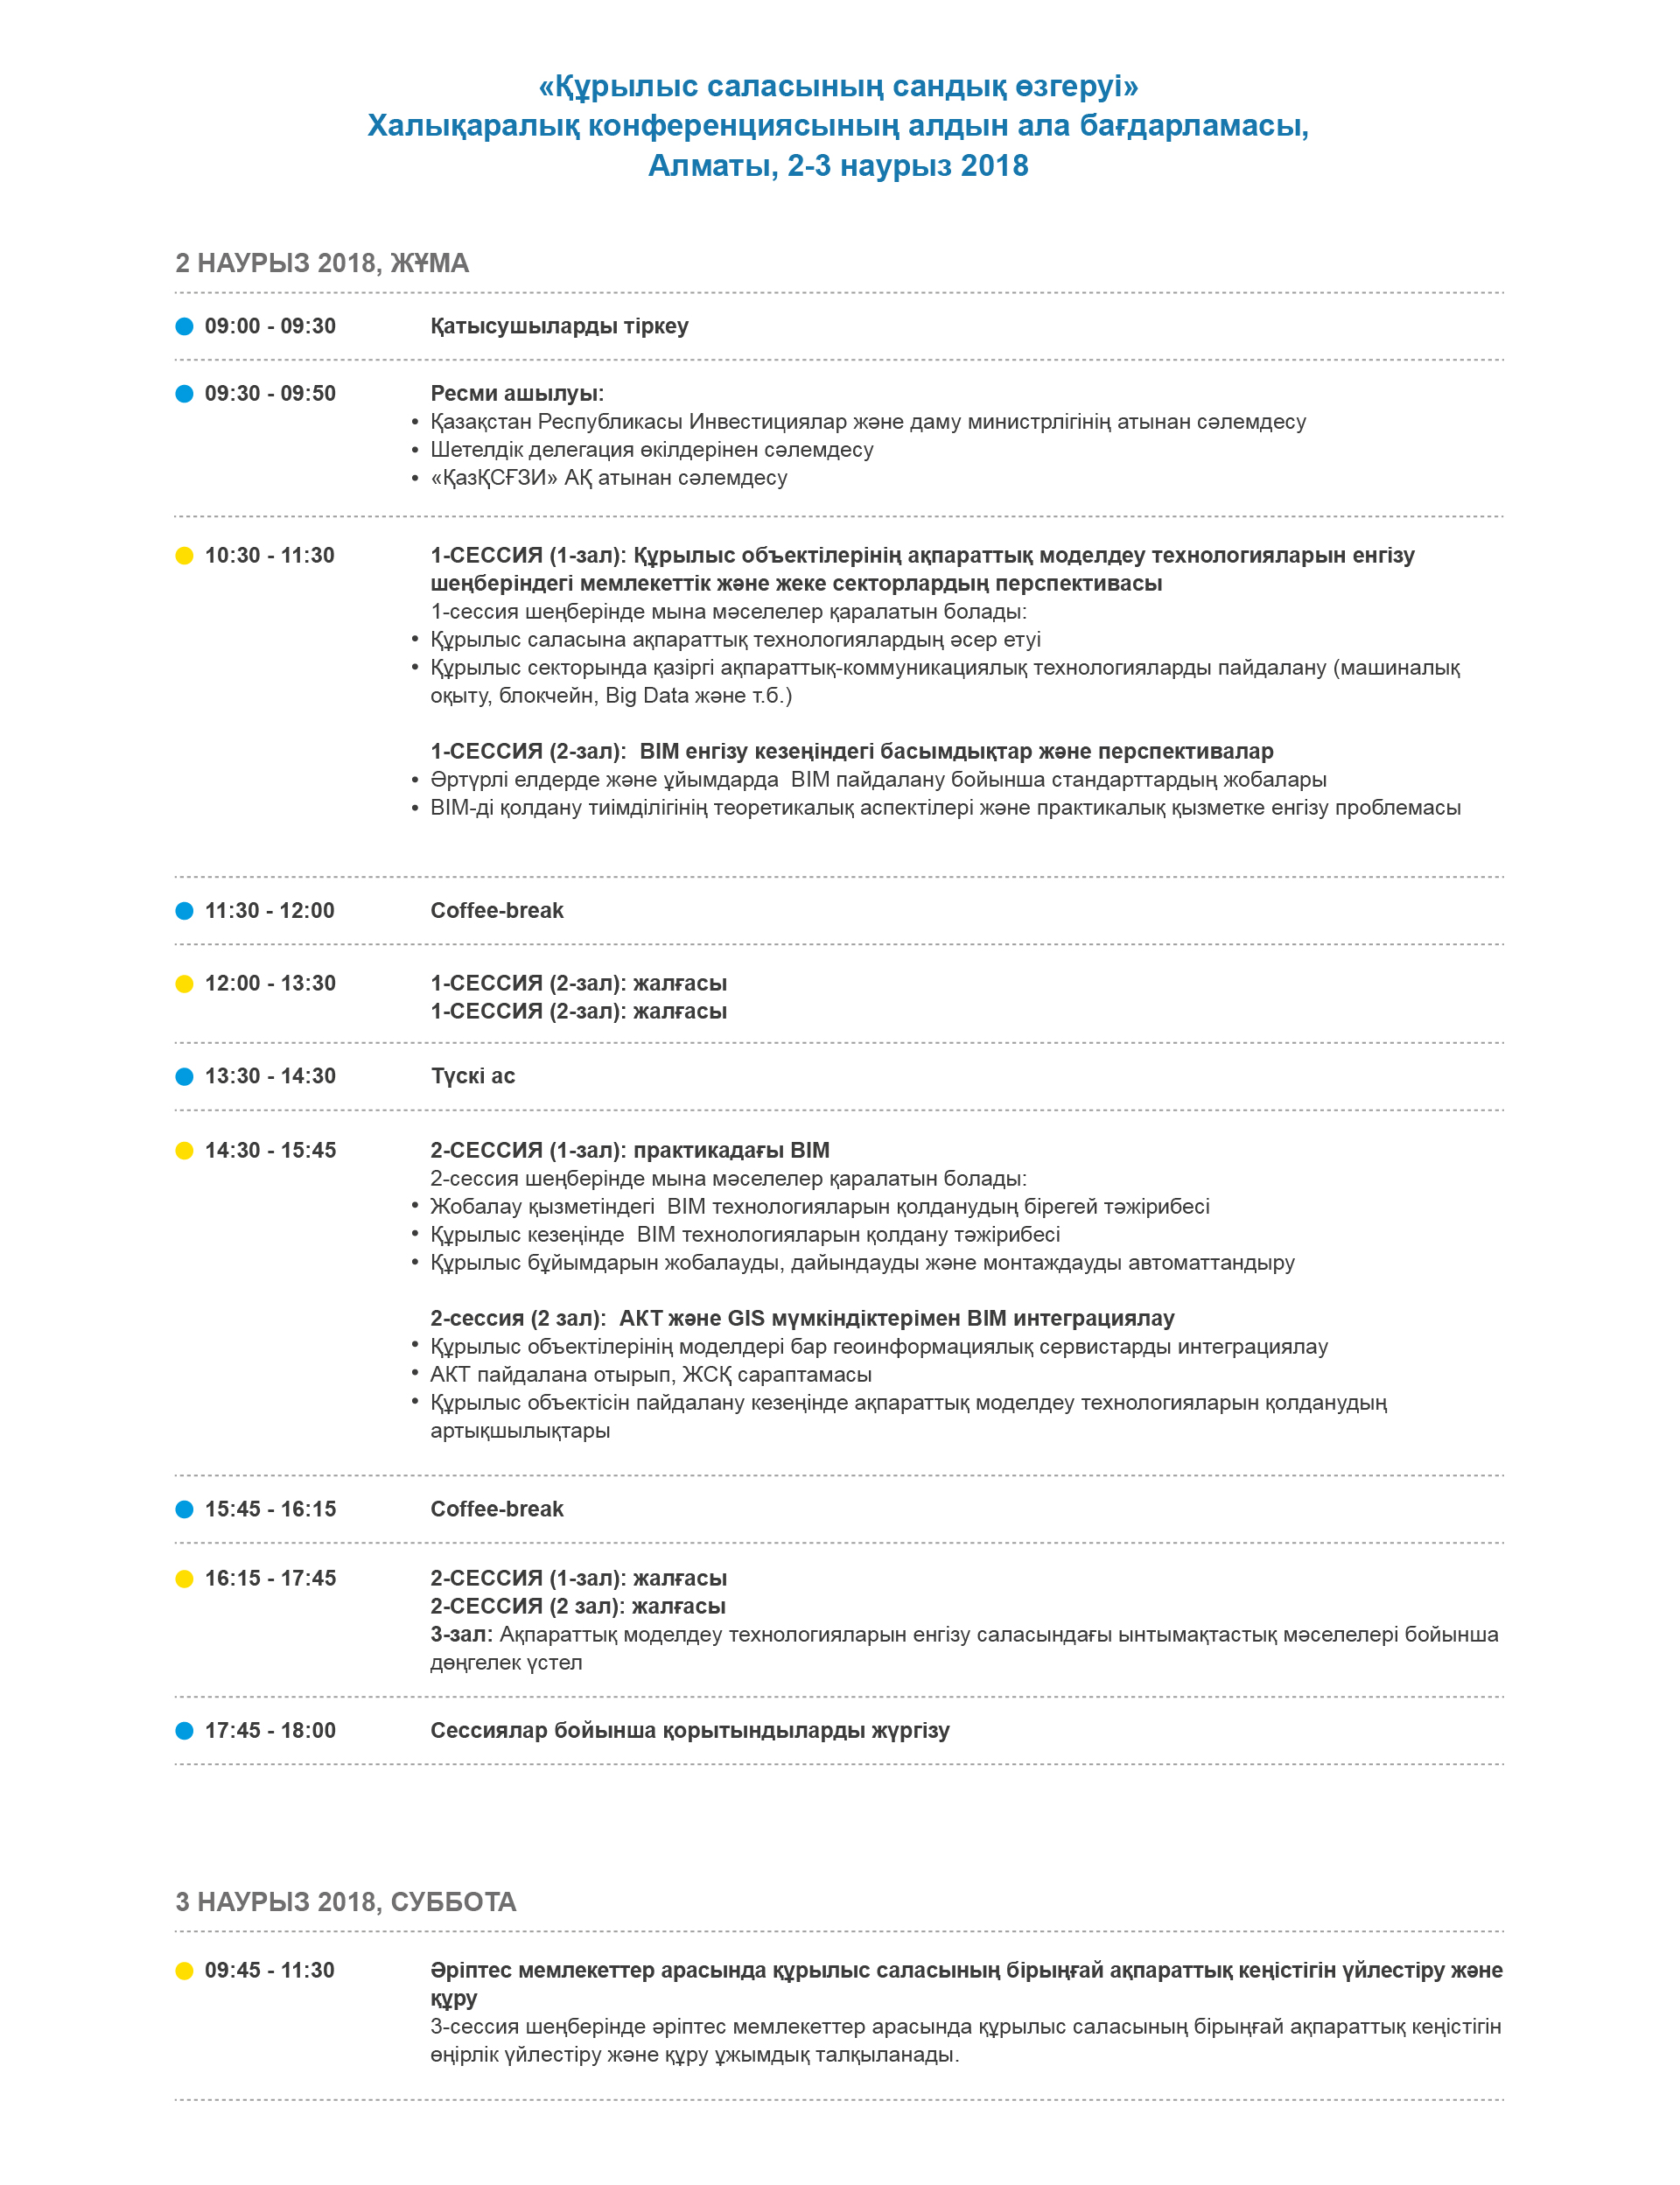 «Құрылыс саласының сандық өзгеруі»
Халықаралық конференциясының алдын ала бағдарламасы,
Алматы, 2-3 наурыз 2018
2 НАУРЫЗ 2018, ЖҰМА
09:00 - 09:30 Қатысушыларды тіркеу
09:30 - 09:50 Ресми ашылуы:
• Қазақстан Республикасы Инвестициялар және даму министрлігінің атынан сәлемдесу
• Шетелдік делегация өкілдерінен сәлемдесу
• «ҚазҚСҒЗИ» АҚ атынан сәлемдесу
10:30 - 11:30 1-СЕССИЯ (1-зал): Құрылыс объектілерінің ақпараттық моделдеу технологияларын енгізу
шеңберіндегі мемлекеттік және жеке секторлардың перспективасы
1-сессия шеңберінде мына мәселелер қаралатын болады:
• Құрылыс саласына ақпараттық технологиялардың әсер етуі
• Құрылыс секторында қазіргі ақпараттық-коммуникациялық технологияларды пайдалану (машиналық
оқыту, блокчейн, Big Data және т.б.)
1-СЕССИЯ (2-зал): BIM енгізу кезеңіндегі басымдықтар және перспективалар
• Әртүрлі елдерде және ұйымдарда BIM пайдалану бойынша стандарттардың жобалары
• BIM-ді қолдану тиімділігінің теоретикалық аспектілері және практикалық қызметке енгізу проблемасы
11:30 - 12:00 Coffee-break
12:00 - 13:30 1-СЕССИЯ (2-зал): жалғасы
1-СЕССИЯ (2-зал): жалғасы
13:30 - 14:30 Түскі ас
14:30 - 15:45 2-СЕССИЯ (1-зал): практикадағы BIM
2-сессия шеңберінде мына мәселелер қаралатын болады:
• Жобалау қызметіндегі BIM технологияларын қолданудың бірегей тәжірибесі
• Құрылыс кезеңінде BIM технологияларын қолдану тәжірибесі
• Құрылыс бұйымдарын жобалауды, дайындауды және монтаждауды автоматтандыру
2-сессия (2 зал): АКТ және GIS мүмкіндіктерімен BIM интеграциялау
• Құрылыс объектілерінің моделдері бар геоинформациялық сервистарды интеграциялау
• АКТ пайдалана отырып, ЖСҚ сараптамасы
• Құрылыс объектісін пайдалану кезеңінде ақпараттық моделдеу технологияларын қолданудың
артықшылықтары
15:45 - 16:15 Coffee-break
16:15 - 17:45 2-СЕССИЯ (1-зал): жалғасы
2-СЕССИЯ (2 зал): жалғасы
3-зал: Ақпараттық моделдеу технологияларын енгізу саласындағы ынтымақтастық мәселелері бойынша
дөңгелек үстел
17:45 - 18:00 Сессиялар бойынша қорытындыларды жүргізу
3 НАУРЫЗ 2018, СУББОТА
09:45 - 11:30 Әріптес мемлекеттер арасында құрылыс саласының бірыңғай ақпараттық кеңістігін үйлестіру және
құру
3-сессия шеңберінде әріптес мемлекеттер арасында құрылыс саласының бірыңғай ақпараттық кеңістігін
өңірлік үйлестіру және құру ұжымдық талқыланады.